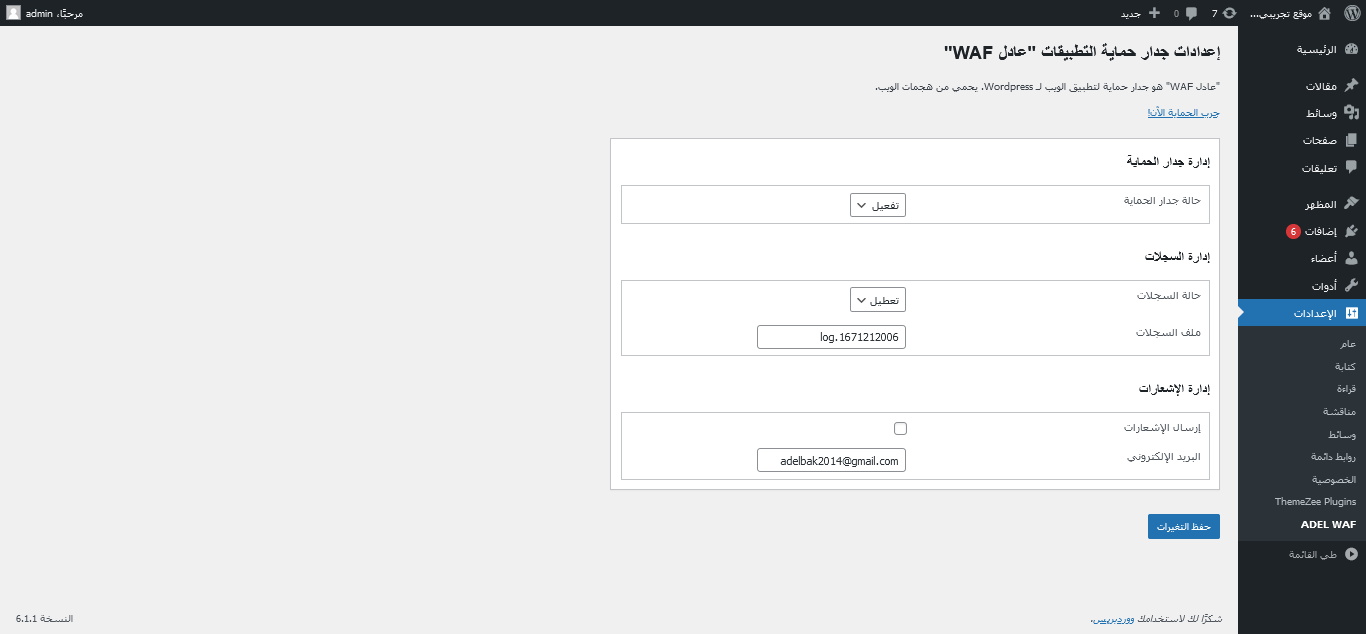 موقع تجريبي...
7
0
جديد
مرحبًا، admin
الرئيسية
مقالات
وسائط
صفحات
تعليقات
المظهر
إضافات 6
أعضاء
أدوات
الإعدادات
عام
كتابة
قراءة
مناقشة
وسائط
روابط دائمة
الخصوصية
ThemeZee Plugins
ADEL WAF
طي القائمة
إعدادات جدار حماية التطبيقات "عادل WAF"
"عادل WAF" هو جدار حماية لتطبيق الويب لـ Wordpress. يحمي من هجمات الويب.
جرب الحماية الآن!
إدارة جدار الحماية
حالة جدار الحماية تفعيل
إدارة السجلات
حالة السجلات تعطيل
ملف السجلات log.1671212006
إدارة الإشعارات
إرسال الإشعارات
البريد الإلكتروني adelbak2014@gmail.com
حفظ التغيرات
شكرًا لك لاستخدامك ووردبريس.
النسخة 6.1.1